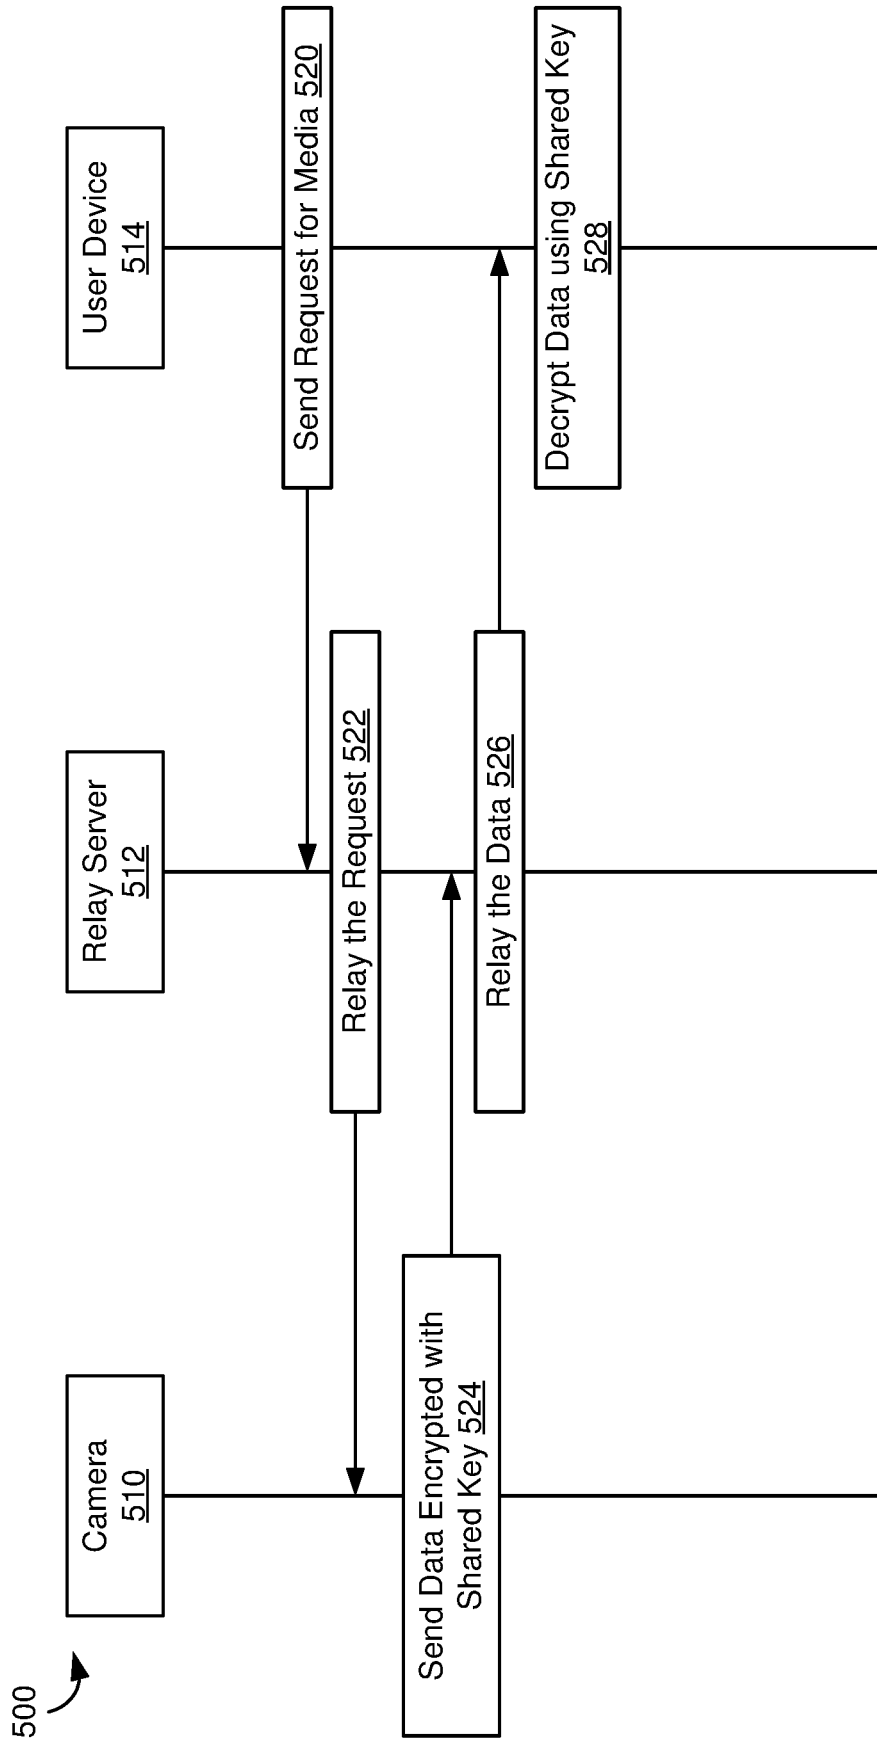 500
Camera
510
Relay Server
512
User Device
514
Send Request for Media 520
Relay the Request 522
Send Data Encrypted with
Shared Key 524
Relay the Data 526
Decrypt Data using Shared Key
528